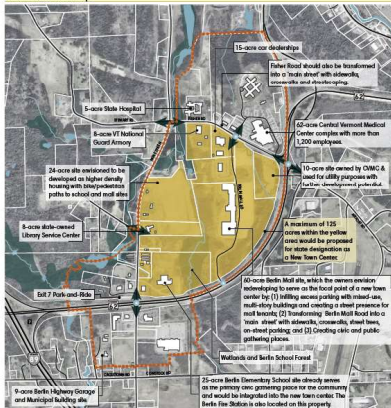 15-acre car dealerships
Fisher Road should also be transformed
into a 'main street' with sidewalks,
crosswalks and streetscaping.
5-acre State Hospital
8-acre VT National
Guard Armory
62-acre Central Vermont Medical
Center complex with more than
1,200 employees.
24-acre site envisioned to be
developed as higher density
housing with bike/pedestrian
paths to school and mall sites
10-acre site owned by CVMC &
used for utility purposes with
further development potential.
8-acre state-owned
Library Service Center
A maximum of 125
acres within the yellow
area would be proposed
for state designation as
a New Town Center.
Exit 7 Park-and-Ride
60-acre Berlin Mall site, which the owners envision
redeveloping to serve as the focal point of a new town
center by: (1) Infilling excess parking with mixed-use,
multi-story buildings and creating a street presence for
mall tenants; (2) Transforming Berlin Mall Road into a
'main street' with sidewalks, crosswalks, street trees,
on-street parking; and (3) Creating civic and public
gathering places.
Wetlands and Berlin School Forest
9-acre Berlin Highway Garage
and Municipal Building site
25-acre Berlin Elementary School site already serves
as the primary civic gathering place for the community
and would be integrated into the new town center. The
Berlin Fire Station is also located on this property.